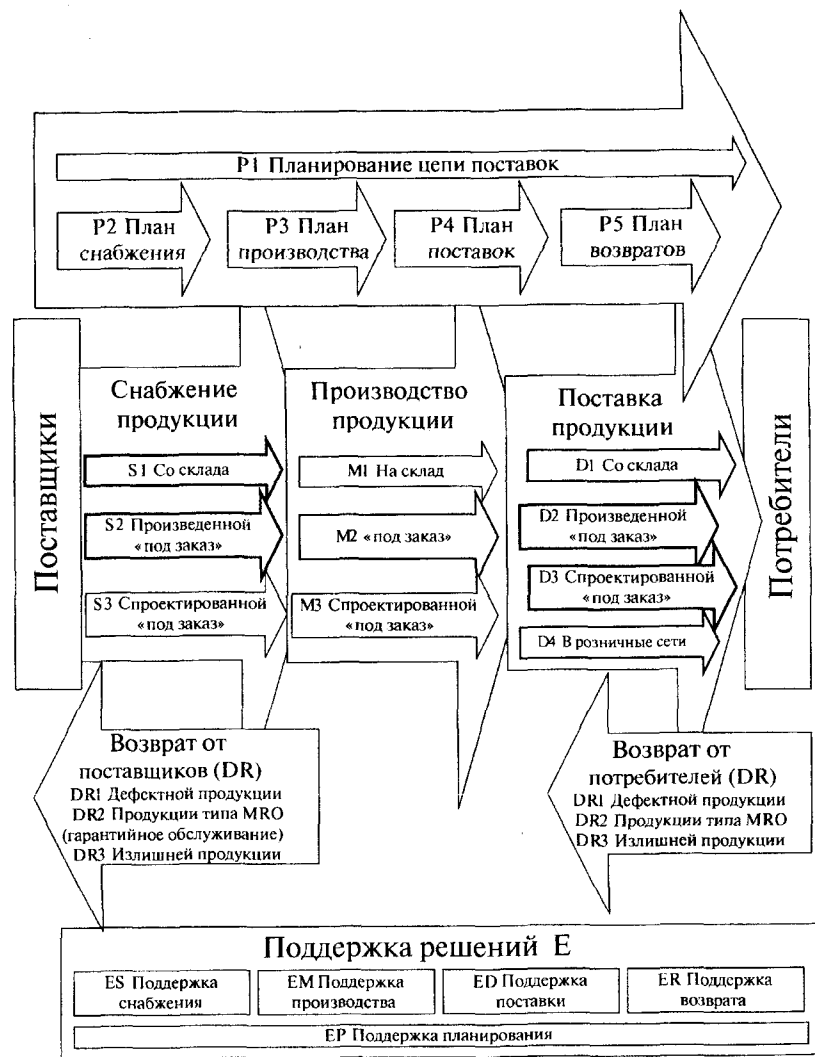 P1 Планирование цепи поставок
P2 План
снабжения
P3 План
производства
P4 План
поставок
P5 План
возвратов
Поставщики
Снабжение
продукции
S1 Со склада
S2 Произведенной
«под заказ»
S3 Спроектированной
«под заказ»
Производство
продукции
M1 На склад
M2 «под заказ»
M3 Спроектированной
«под заказ»
Поставка
продукции
D1 Со склада
D2 Произведенной
«под заказ»
D3 Спроектированной
«под заказ»
D4 В розничные сети
Потребители
Возврат от
поставщиков (DR)
DR1 Дефектной продукции
DR2 Продукции типа MRO
(гарантийное обслуживание)
DR3 Излишней продукции
Возврат от
потребителей (DR)
DR1 Дефектной продукции
DR2 Продукции типа MRO
DR3 Излишней продукции
Поддержка решений E
ES Поддержка
снабжения
EM Поддержка
производства
ED Поддержка
поставки
ER Поддержка
возврата
EP Поддержка планирования